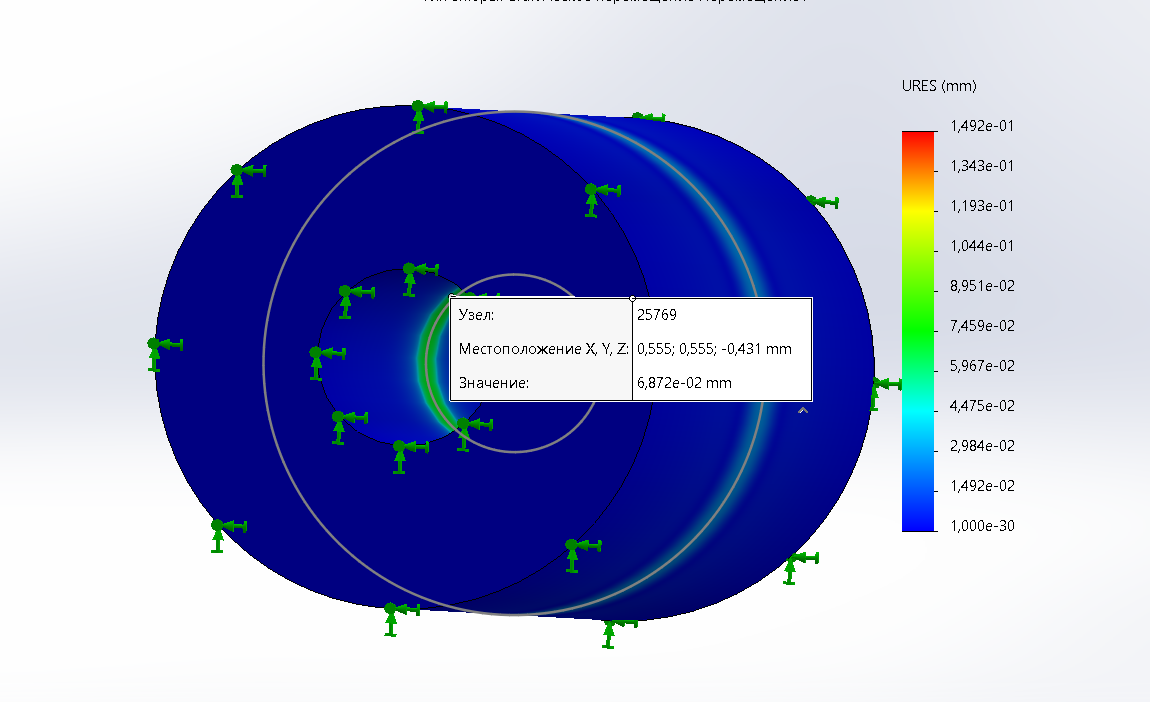 URES (mm)
1,492e-01
1,343e-01
1,193e-01
1,044e-01
8,951e-02
7,459e-02
5,967e-02
4,475e-02
2,984e-02
1,492e-02
1,000e-30
Узел: 25769
Местоположение X, Y, Z: 0,555; 0,555; -0,431 mm
Значение: 6,872e-02 mm